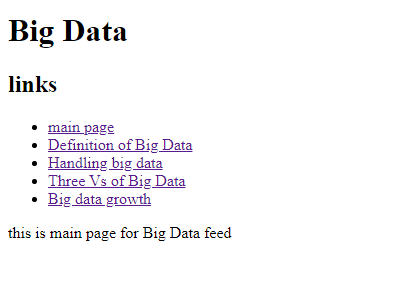 Big Data
links
main page
Definition of Big Data
Handling big data
Three Vs of Big Data
Big data growth
this is main page for Big Data feed